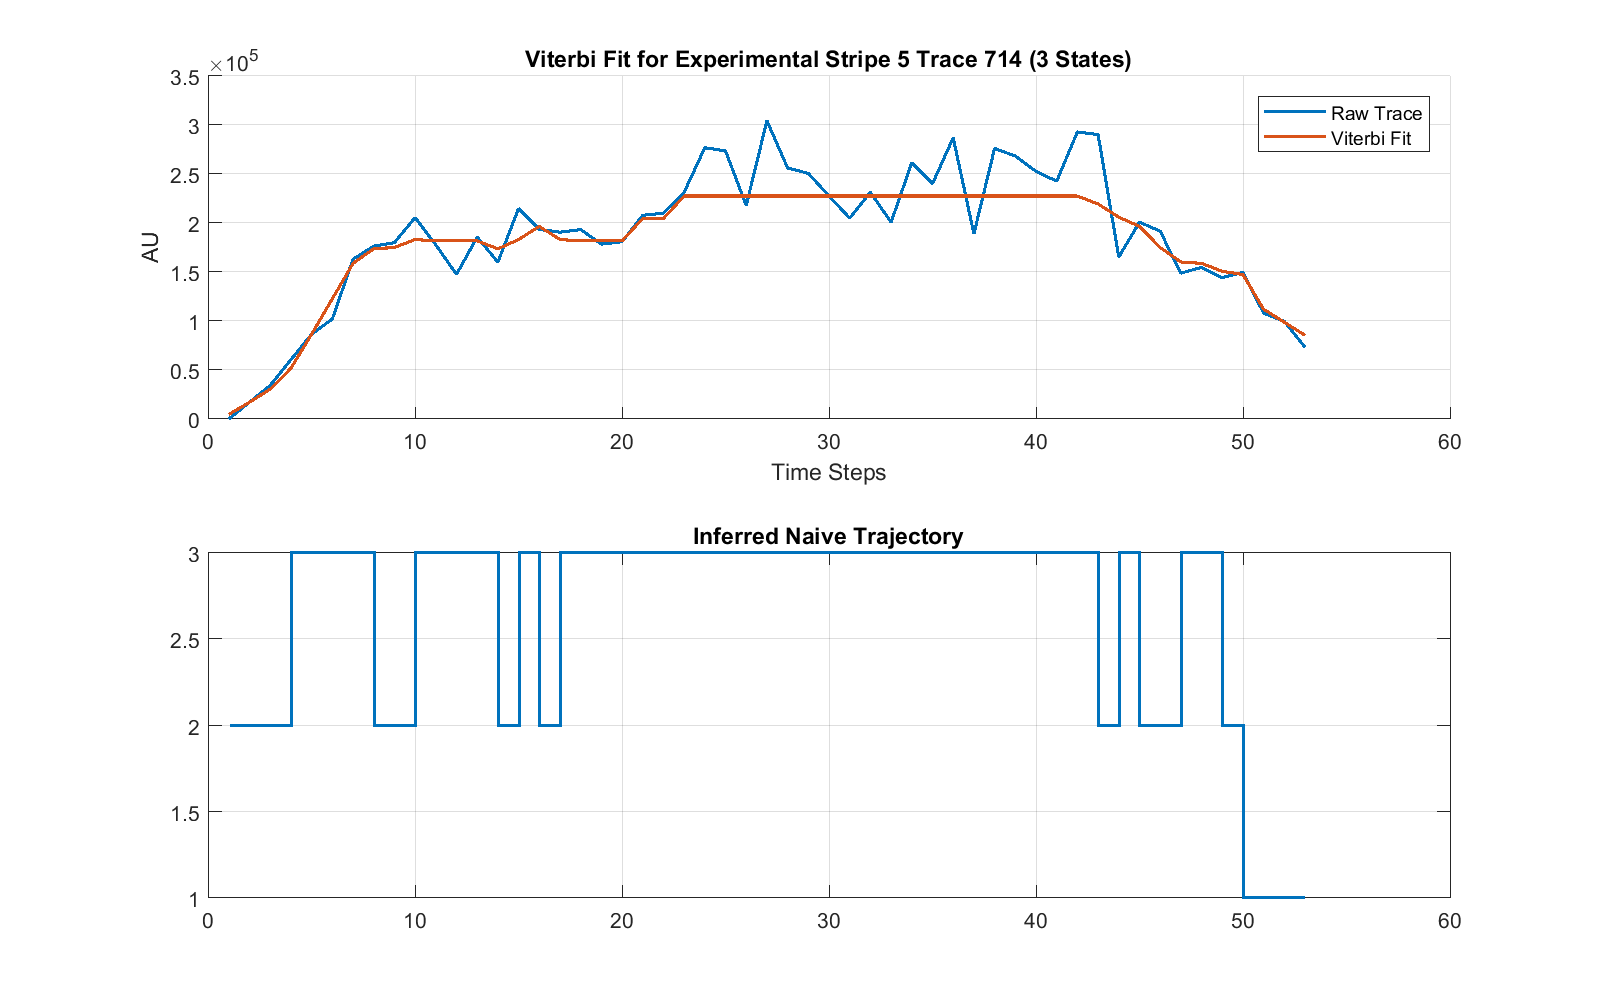 Viterbi Fit for Experimental Stripe 5 Trace 714 (3 States)
×10^5
3.5
3
2.5
2
1.5
1
0.5
0
AU
Raw Trace
Viterbi Fit
0 10 20 30 40 50 60
Time Steps
Inferred Naive Trajectory
3
2.5
2
1.5
1
0 10 20 30 40 50 60